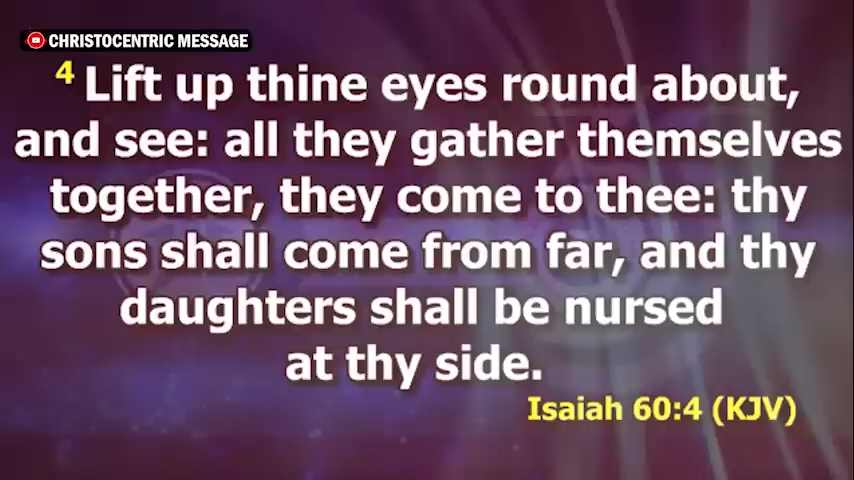 CHRISTOCENTRIC MESSAGE
4 Lift up thine eyes round about,
and see: all they gather themselves
together, they come to thee: thy
sons shall come from far, and thy
daughters shall be nursed
at thy side.
Isaiah 60:4 (KJV)